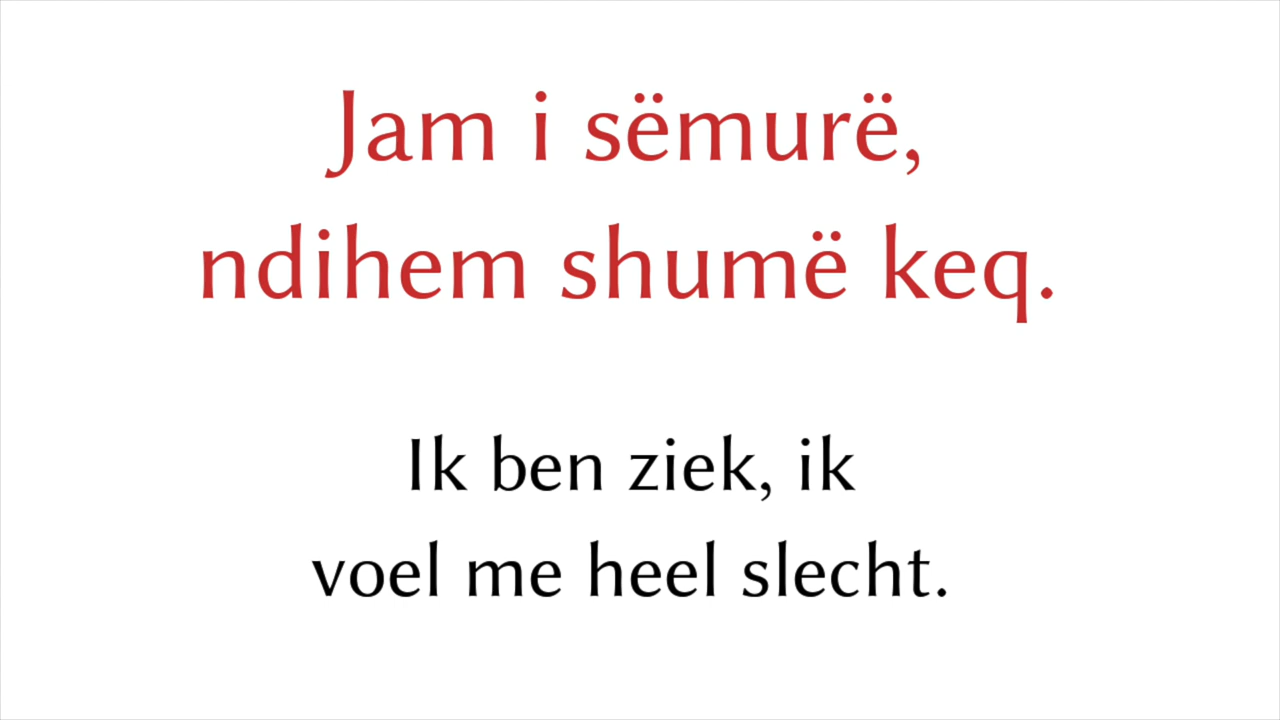 Jam i sëmurë,
ndihem shumë keq.
Ik ben ziek, ik
voel me heel slecht.